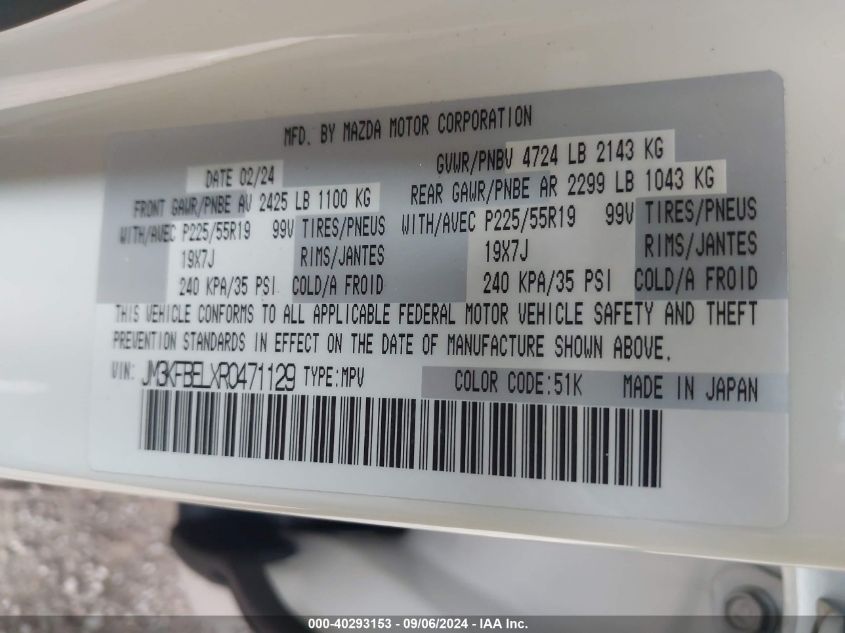 MFD. BY MAZDA MOTOR CORPORATION
DATE 02/24 GVWR/PNBV 4724 LB 2143 KG
FRONT GAWR/PNBE AV 2425 LB 1100 KG REAR GAWR/PNBE AR 2299 LB 1043 KG
WITH/AVEC P225/55R19 99V TIRES/PNEUS WITH/AVEC P225/55R19 99V TIRES/PNEUS
19X7J RIMS/JANTES 19X7J RIMS/JANTES
240 KPA/35 PSI COLD/A FROID 240 KPA/35 PSI COLD/A FROID
THIS VEHICLE CONFORMS TO ALL APPLICABLE FEDERAL MOTOR VEHICLE SAFETY AND THEFT
PREVENTION STANDARDS IN EFFECT ON THE DATE OF MANUFACTURE SHOWN ABOVE.
VIN: JM3KFBELXR0471129 TYPE:MPV COLOR CODE:51K MADE IN JAPAN
000-40293153 - 09/06/2024 - IAA Inc.